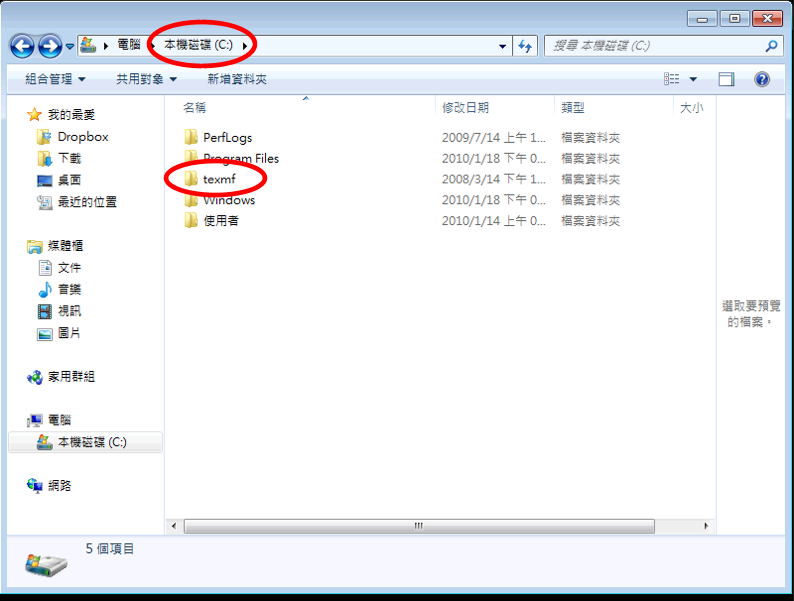 電腦 本機磁碟 (C:) 搜尋 本機磁碟 (C:)
組合管理 共用對象 新增資料夾
我的最愛
Dropbox
下載
桌面
最近的位置
媒體櫃
文件
音樂
視訊
圖片
家用群組
電腦
本機磁碟 (C:)
網路
名稱 修改日期 類型 大小
PerfLogs 2009/7/14 上午 1... 檔案資料夾
Program Files 2010/1/18 下午 0... 檔案資料夾
texmf 2008/3/14 下午 1... 檔案資料夾
Windows 2010/1/18 下午 0... 檔案資料夾
使用者 2010/1/14 上午 0... 檔案資料夾
選取要預覽
的檔案。
5 個項目